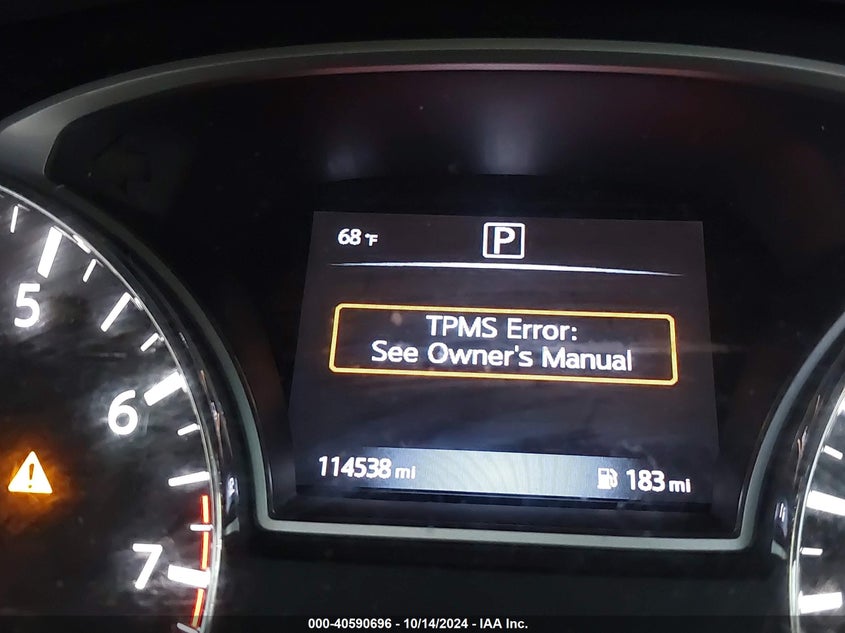 68 °F
P
TPMS Error:
See Owner's Manual
5
6
7
114538 mi
183 mi
000-40590696 - 10/14/2024 - IAA Inc.